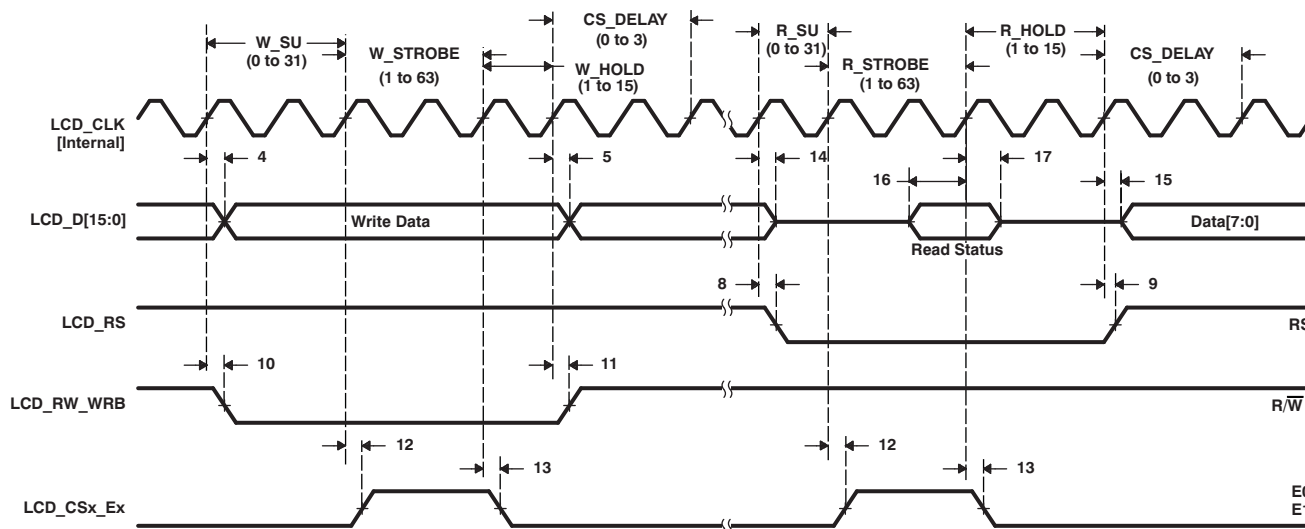 CS_DELAY
(0 to 3)
W_SU
(0 to 31)
W_STROBE
(1 to 63)
W_HOLD
(1 to 15)
R_SU
(0 to 31)
R_STROBE
(1 to 63)
R_HOLD
(1 to 15)
CS_DELAY
(0 to 3)
LCD_CLK
[Internal]
4
5
14
16
17
15
LCD_D[15:0]
Write Data
Read Status
Data[7:0]
8
9
LCD_RS
RS
10
11
LCD_RW_WRB
R/W
12
13
12
13
LCD_CSx_Ex
E0
E1